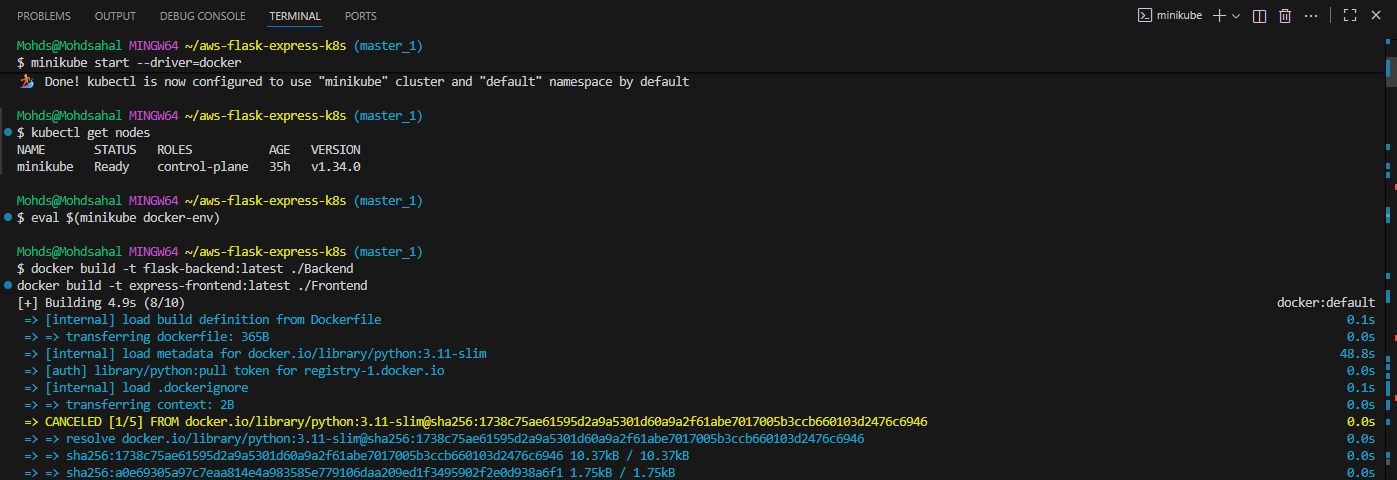 PROBLEMS OUTPUT DEBUG CONSOLE TERMINAL PORTS minikube
Mohds@Mohdsahal MINGW64 ~/aws-flask-express-k8s (master_1)
$ minikube start --driver=docker
Done! kubectl is now configured to use "minikube" cluster and "default" namespace by default
Mohds@Mohdsahal MINGW64 ~/aws-flask-express-k8s (master_1)
$ kubectl get nodes
NAME STATUS ROLES AGE VERSION
minikube Ready control-plane 35h v1.34.0
Mohds@Mohdsahal MINGW64 ~/aws-flask-express-k8s (master_1)
$ eval $(minikube docker-env)
Mohds@Mohdsahal MINGW64 ~/aws-flask-express-k8s (master_1)
$ docker build -t flask-backend:latest ./Backend
docker build -t express-frontend:latest ./Frontend
[+] Building 4.9s (8/10) docker:default
=> [internal] load build definition from Dockerfile 0.1s
=> => transferring dockerfile: 365B 0.0s
=> [internal] load metadata for docker.io/library/python:3.11-slim 48.8s
=> [auth] library/python:pull token for registry-1.docker.io 0.0s
=> [internal] load .dockerignore 0.1s
=> => transferring context: 2B 0.0s
=> CANCELED [1/5] FROM docker.io/library/python:3.11-slim@sha256:1738c75ae61595d2a9a5301d60a9a2f61abe7017005b3ccb660103d2476c6946 0.0s
=> => resolve docker.io/library/python:3.11-slim@sha256:1738c75ae61595d2a9a5301d60a9a2f61abe7017005b3ccb660103d2476c6946 0.0s
=> => sha256:1738c75ae61595d2a9a5301d60a9a2f61abe7017005b3ccb660103d2476c6946 10.37kB / 10.37kB 0.0s
=> => sha256:a0e69305a97c7eaa814e4a983585e779106daa209ed1f3495902f2e0d938a6f1 1.75kB / 1.75kB 0.0s